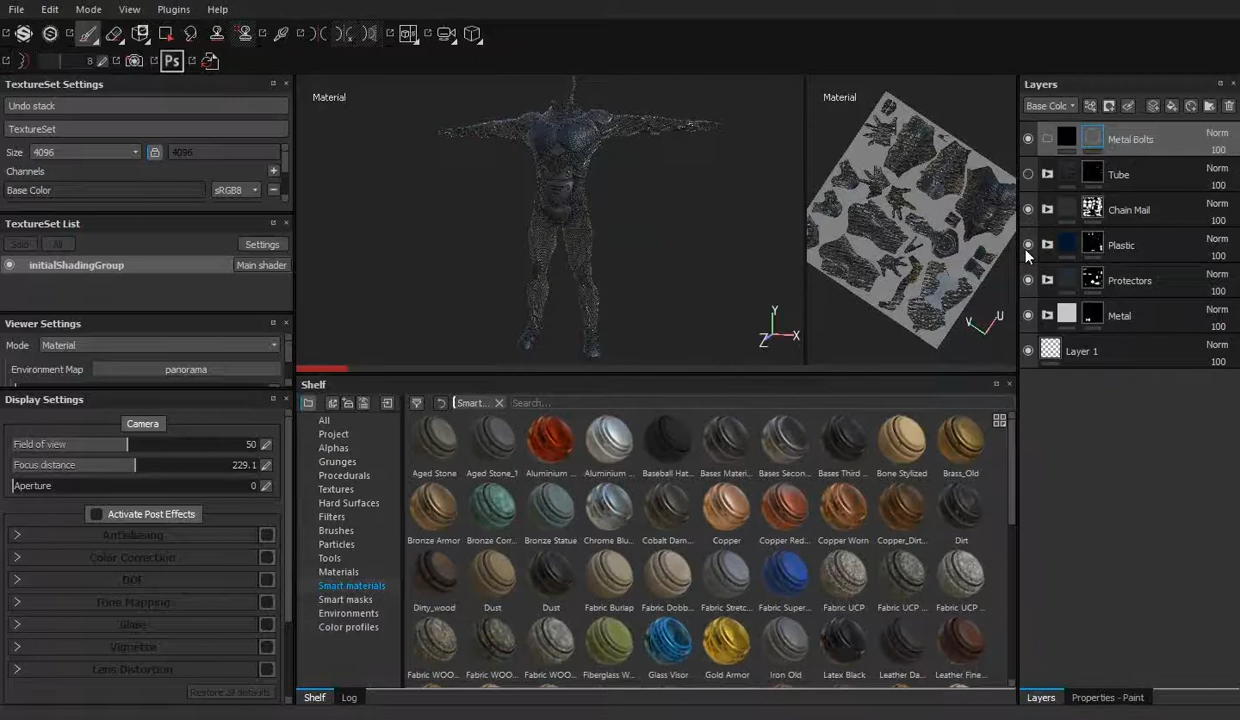 File Edit Mode View Plugins Help
8 Ps
TextureSet Settings
Undo stack
TextureSet
Size 4096 4096
Channels
Base Color sRGB8
TextureSet List
Solo All Settings
initialShadingGroup Main shader
Viewer Settings
Mode Material
Environment Map panorama
Display Settings
Camera
Field of view 50
Focus distance 229.1
Aperture 0
Activate Post Effects
Antialiasing
Color Correction
DOF
Tone Mapping
Glare
Vignette
Lens Distortion
Restore defaults
Material
Y
X
Z
Material
V
U
Shelf
Smart... Search...
All
Project
Alphas
Grunges
Procedurals
Textures
Hard Surfaces
Filters
Brushes
Particles
Tools
Materials
Smart materials
Smart masks
Environments
Color profiles
Aged Stone Aged Stone_1 Aluminium ... Aluminium ... Baseball Hat... Bases Materi... Bases Secon... Bases Third ... Bone Stylized Brass_Old
Bronze Armor Bronze Corr... Bronze Statue Chrome Blu... Cobalt Dam... Copper Copper Red... Copper Worn Copper_Dirt... Dirt
Dirty_wood Dust Dust Fabric Burlap Fabric Dobb... Fabric Stretc... Fabric Super... Fabric UCP Fabric UCP ... Fabric UCP ...
Fabric WOO... Fabric WOO... Fabric WOO... Fiberglass W... Glass Visor Gold Armor Iron Old Latex Black Leather Da... Leather Fine...
Shelf Log
Layers
Base Colc
Metal Bolts Norm 100
Tube Norm 100
Chain Mail Norm 100
Plastic Norm 100
Protectors Norm 100
Metal Norm 100
Layer 1 Norm 100
Layers Properties - Paint